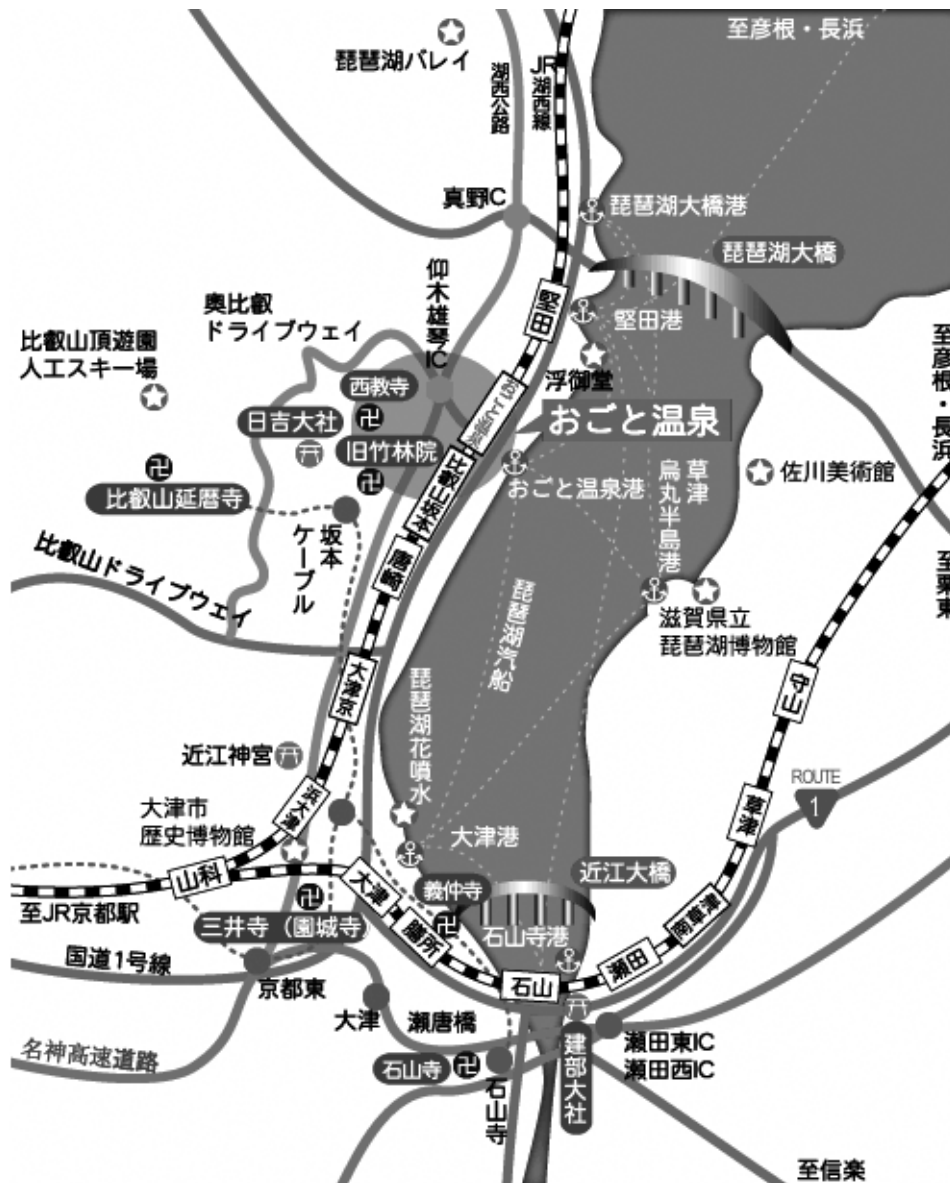 至彦根・長浜
琵琶湖バレイ
湖西公路
JR湖西線
真野IC
琵琶湖大橋港
琵琶湖大橋
仰木雄琴IC
奥比叡
ドライブウェイ
堅田
堅田港
比叡山頂遊園
人工スキー場
西教寺
浮御堂
至彦根・長浜
日吉大社
旧竹林院
おごと温泉
おごと温泉
比叡山坂本
おごと温泉港
草津
烏丸半島港
佐川美術館
比叡山延暦寺
坂本
ケーブル
唐崎
至栗東
比叡山ドライブウェイ
琵琶湖汽船
滋賀県立
琵琶湖博物館
大津京
守山
琵琶湖花噴水
近江神宮
浜大津
ROUTE
1
草津
大津市
歴史博物館
大津港
山科
大津
義仲寺
近江大橋
至JR京都駅
三井寺（園城寺）
膳所
石山寺港
南草津
瀬田
国道1号線
京都東
石山
大津
瀬唐橋
建部大社
瀬田東IC
瀬田西IC
名神高速道路
石山寺
石山寺
至信楽